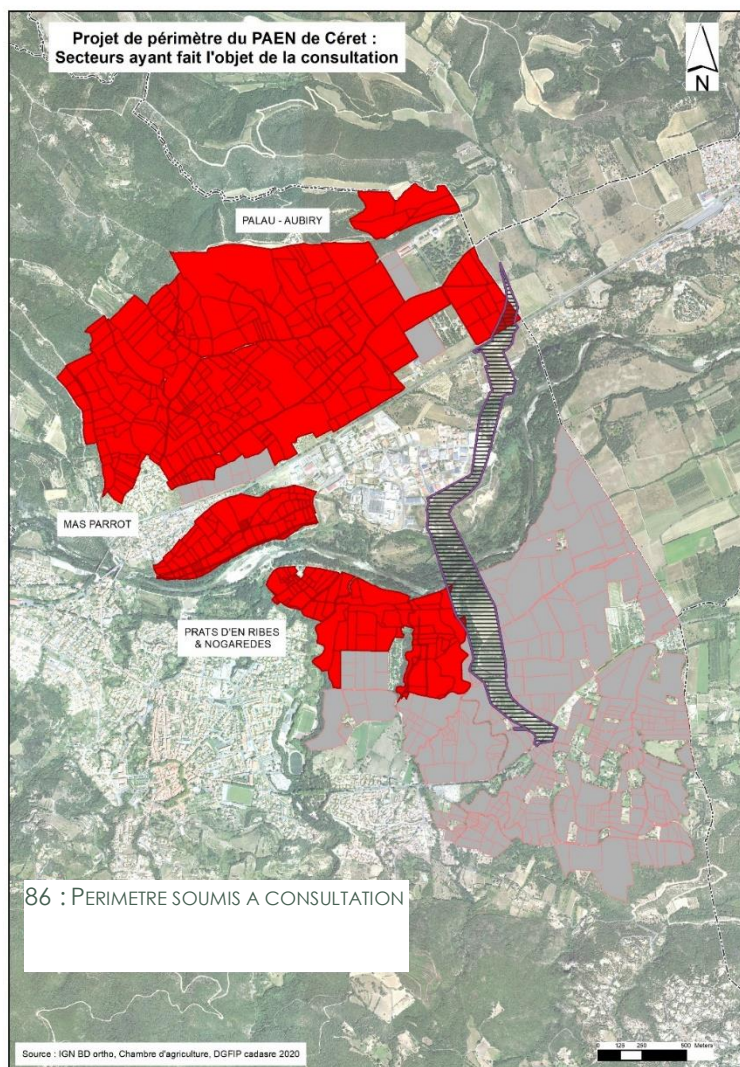 Projet de périmètre du PAEN de Céret :
Secteurs ayant fait l'objet de la consultation
N
PALAU - AUBIRY
MAS PARROT
PRATS D'EN RIBES
& NOGAREDES
86 : PERIMETRE SOUMIS A CONSULTATION
Source : IGN BD ortho, Chambre d'agriculture, DGFIP cadasre 2020
0
Meters